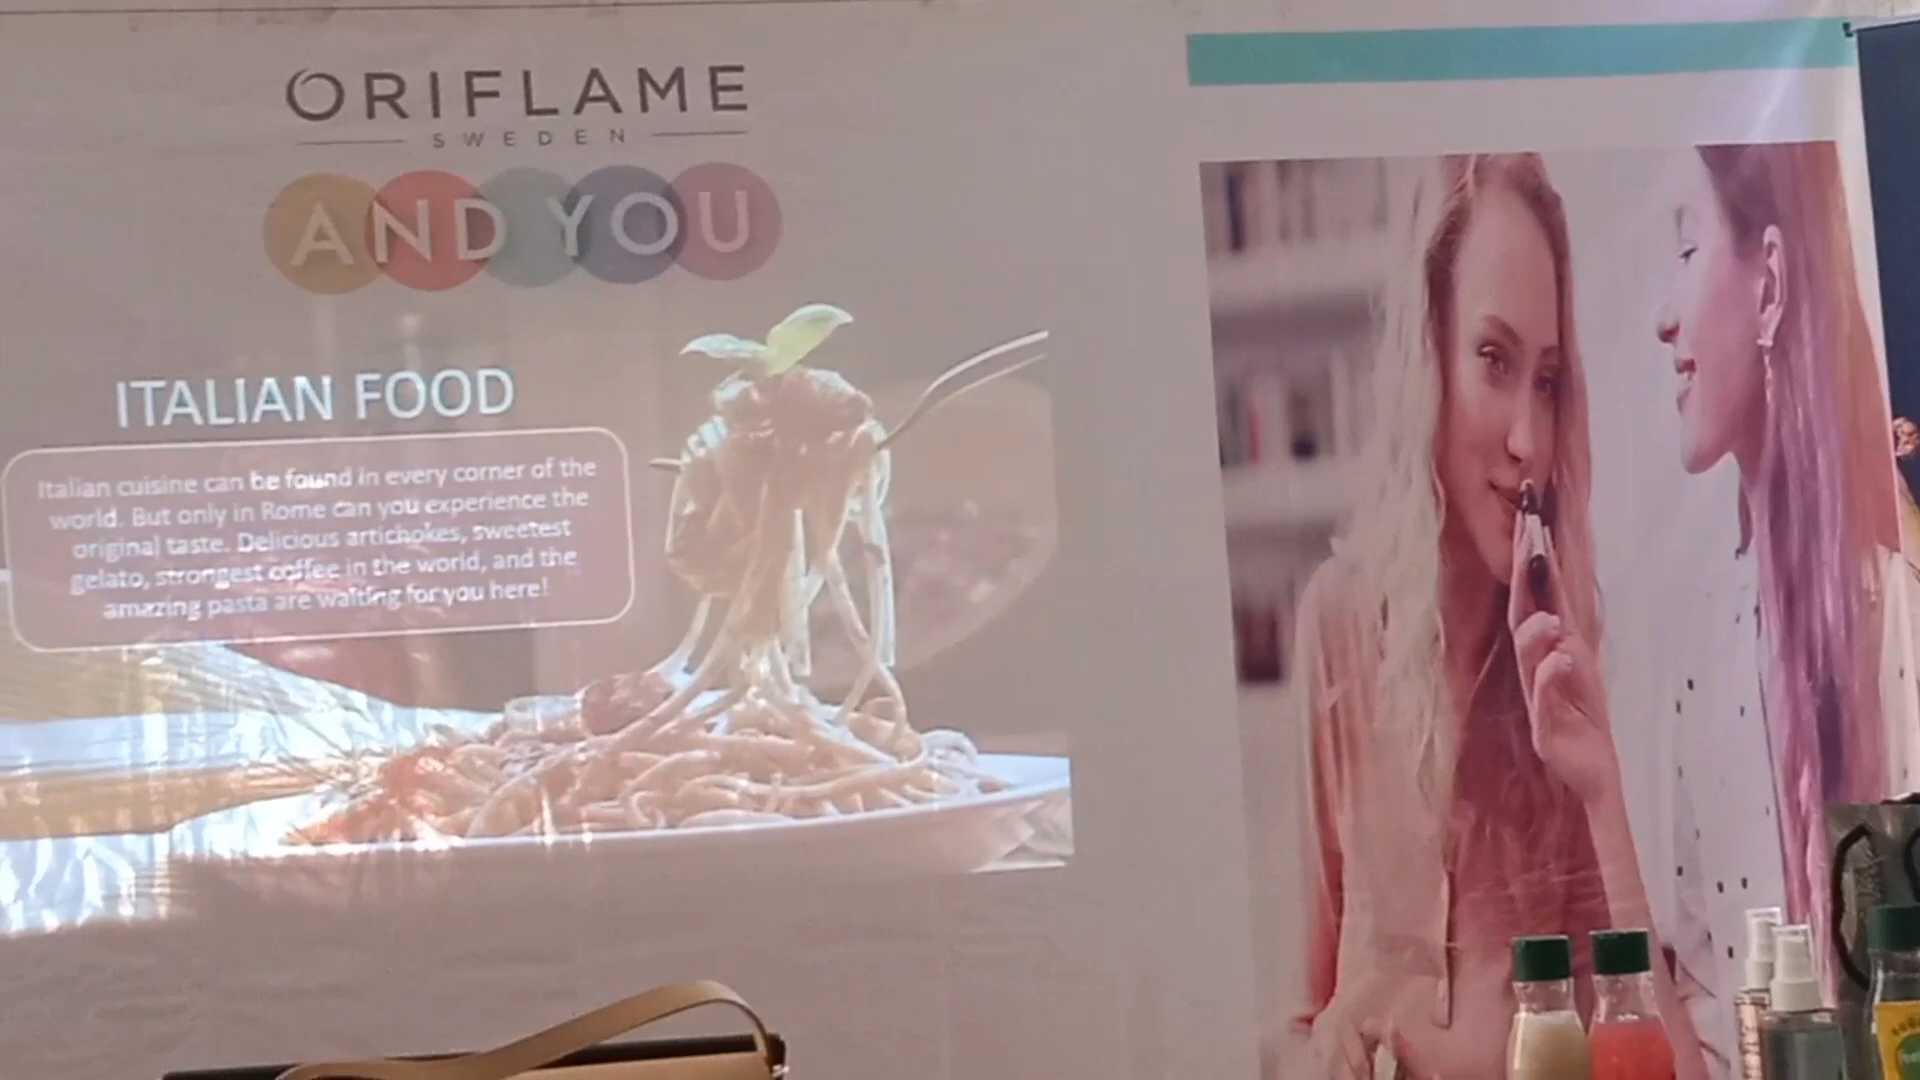 ORIFLAME
SWEDEN
AND YOU
ITALIAN FOOD
Italian cuisine can be found in every corner of the
world. But only in Rome can you experience the
original taste. Delicious artichokes, sweetest
gelato, strongest coffee in the world, and the
amazing pasta are waiting for you here!